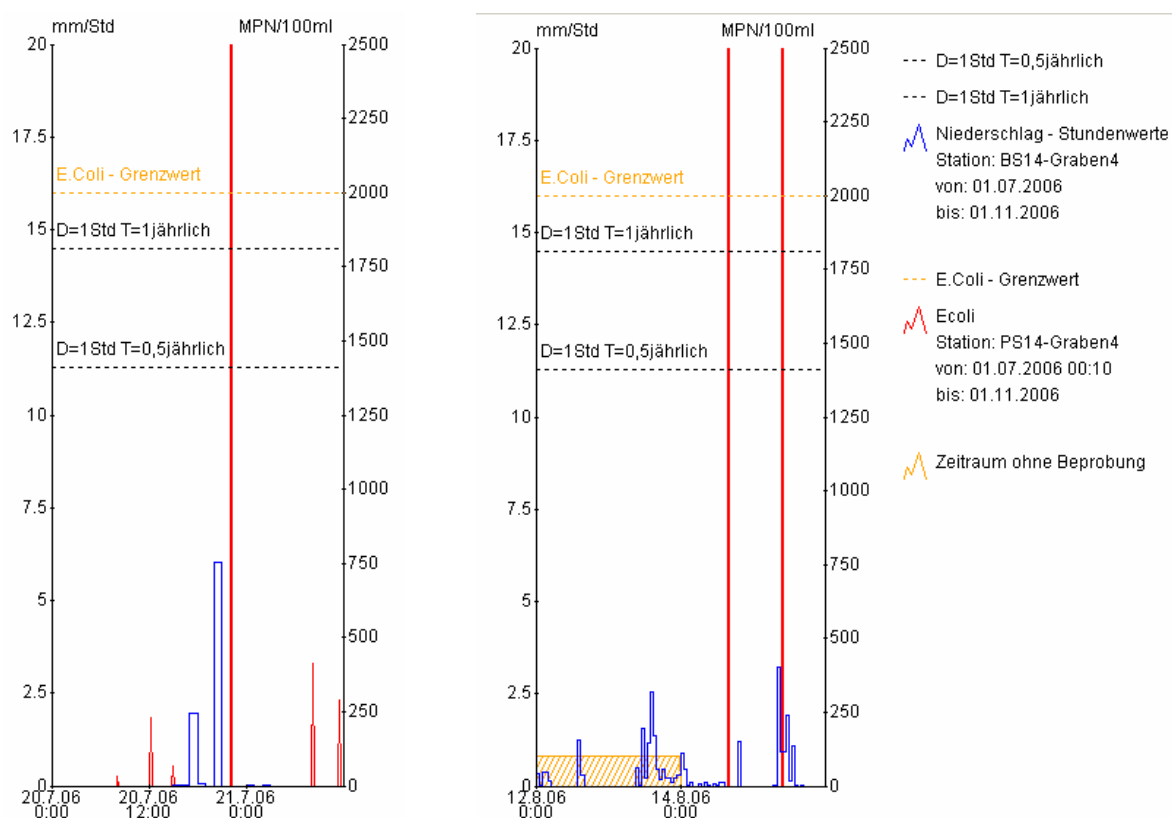 mm/Std MPN/100ml
20 2500
2250
17.5
E.Coli - Grenzwert
2000
D=1Std T=1jährlich
15
1750
12.5
1500
D=1Std T=0,5jährlich
10 1250
1000
7.5
750
5
500
2.5
250
0 0
20.7.06 20.7.06 21.7.06
0:00 12:00 0:00
mm/Std MPN/100ml
20 2500
2250
17.5
E.Coli - Grenzwert
2000
D=1Std T=1jährlich
15
1750
12.5
1500
D=1Std T=0,5jährlich
10 1250
1000
7.5
750
5
500
2.5
250
0 0
12.8.06 14.8.06
0:00 0:00
D=1Std T=0,5jährlich
D=1Std T=1jährlich
Niederschlag - Stundenwerte
Station: BS14-Graben4
von: 01.07.2006
bis: 01.11.2006
E.Coli - Grenzwert
Ecoli
Station: PS14-Graben4
von: 01.07.2006 00:10
bis: 01.11.2006
Zeitraum ohne Beprobung